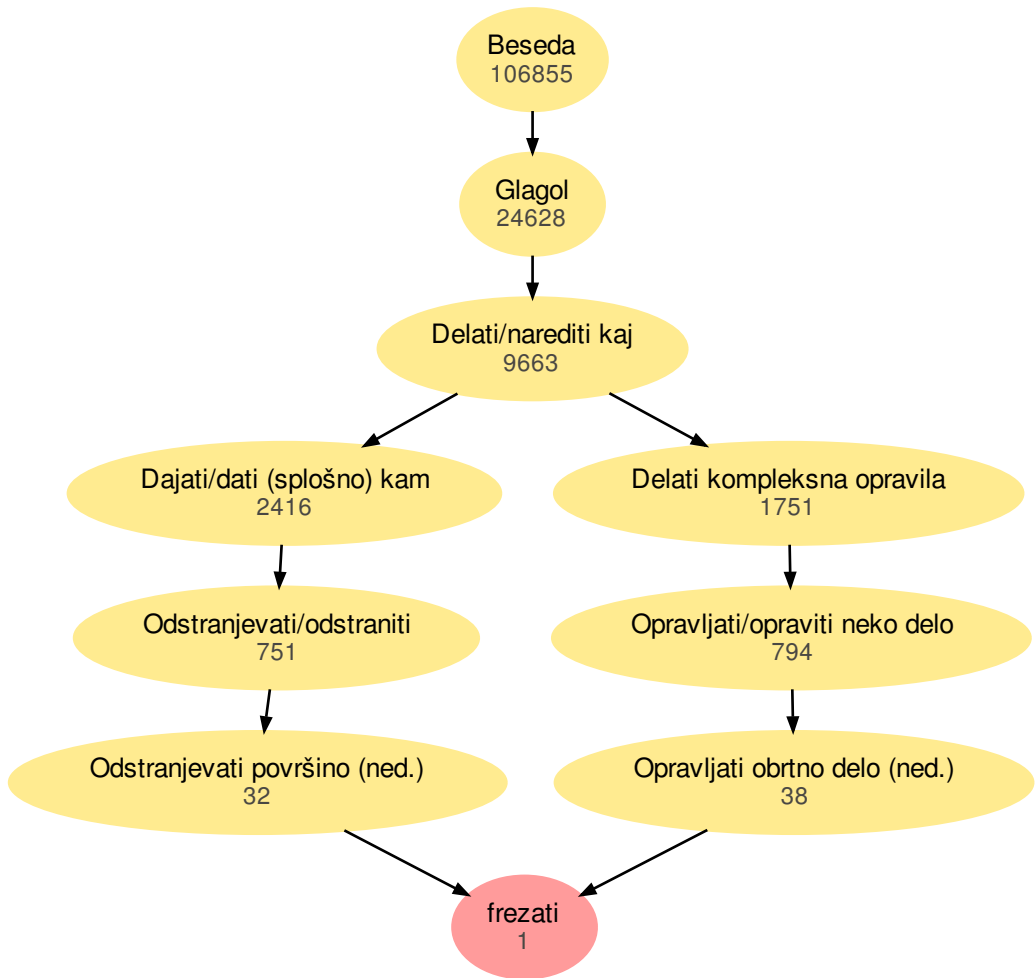 Beseda
106855
Glagol
24628
Delati/narediti kaj
9663
Dajati/dati (splošno) kam
2416
Delati kompleksna opravila
1751
Odstranjevati/odstraniti
751
Opravljati/opraviti neko delo
794
Odstranjevati površino (ned.)
32
Opravljati obrtno delo (ned.)
38
frezati
1